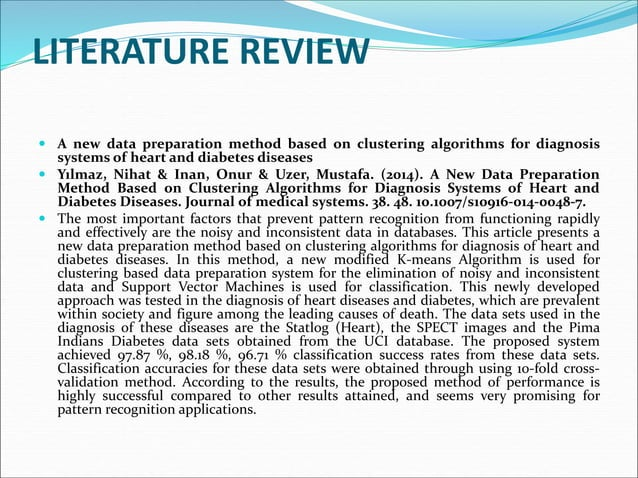 LITERATURE REVIEW
• A new data preparation method based on clustering algorithms for diagnosis
systems of heart and diabetes diseases
• Yılmaz, Nihat & Inan, Onur & Uzer, Mustafa. (2014). A New Data Preparation
Method Based on Clustering Algorithms for Diagnosis Systems of Heart and
Diabetes Diseases. Journal of medical systems. 38. 48. 10.1007/s10916-014-0048-7.
• The most important factors that prevent pattern recognition from functioning rapidly
and effectively are the noisy and inconsistent data in databases. This article presents a
new data preparation method based on clustering algorithms for diagnosis of heart and
diabetes diseases. In this method, a new modified K-means Algorithm is used for
clustering based data preparation system for the elimination of noisy and inconsistent
data and Support Vector Machines is used for classification. This newly developed
approach was tested in the diagnosis of heart diseases and diabetes, which are prevalent
within society and figure among the leading causes of death. The data sets used in the
diagnosis of these diseases are the Statlog (Heart), the SPECT images and the Pima
Indians Diabetes data sets obtained from the UCI database. The proposed system
achieved 97.87 %, 98.18 %, 96.71 % classification success rates from these data sets.
Classification accuracies for these data sets were obtained through using 10-fold cross-
validation method. According to the results, the proposed method of performance is
highly successful compared to other results attained, and seems very promising for
pattern recognition applications.